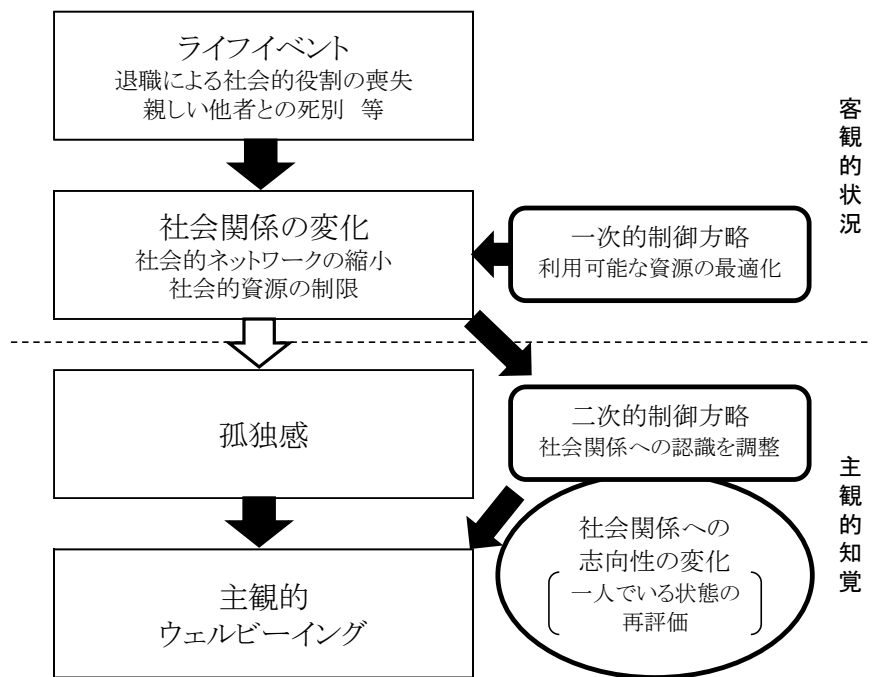 ライフイベント
退職による社会的役割の喪失
親しい他者との死別　等
社会関係の変化
社会的ネットワークの縮小
社会的資源の制限
一次的制御方略
利用可能な資源の最適化
客観的状況
孤独感
二次的制御方略
社会関係への認識を調整
社会関係への
志向性の変化
一人でいる状態の
再評価
主観的
ウェルビーイング
主観的知覚